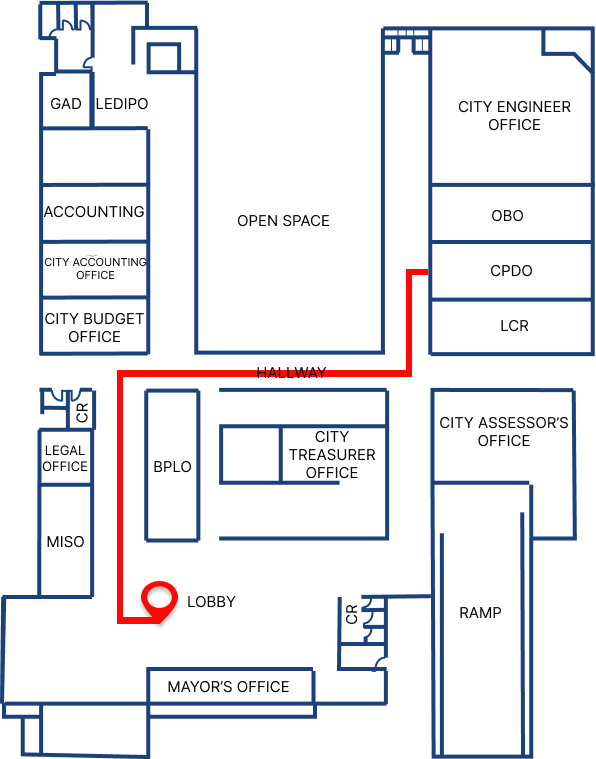 GAD
LEDIPO
CITY ENGINEER
OFFICE
ACCOUNTING
OPEN SPACE
OBO
CITY ACCOUNTING
OFFICE
CPDO
CITY BUDGET
OFFICE
LCR
HALLWAY
CR
LEGAL
OFFICE
BPLO
CITY
TREASURER
OFFICE
CITY ASSESSOR'S
OFFICE
MISO
LOBBY
CR
RAMP
MAYOR'S OFFICE